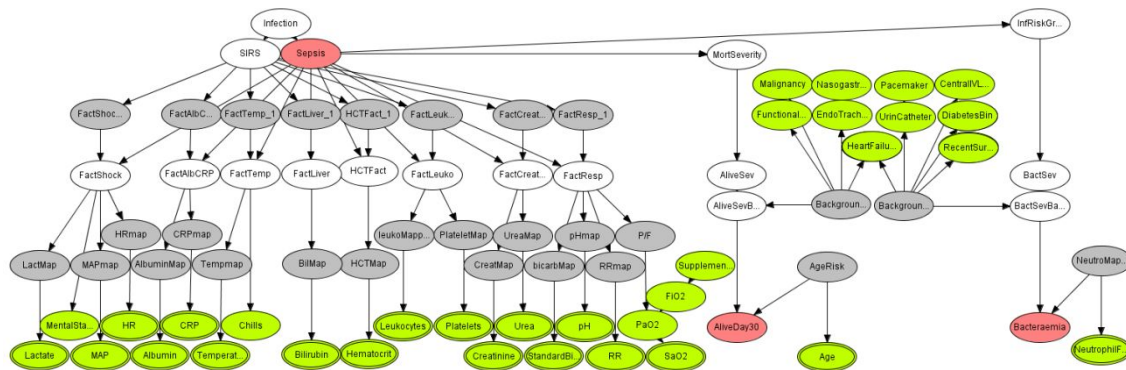 Infection
SIRS
Sepsis
InfRiskGr...
MortSeverity
Malignancy
Nasogastr...
Pacemaker
CentralIVL...
Functional...
EndoTrach...
UrinCatheter
DiabetesBin
HeartFailu...
RecentSur...
FactShoc...
FactAlbC...
FactTemp_1
FactLiver_1
HCTFact_1
FactLeuk...
FactCreat...
FactResp_1
FactShock
FactAlbCRP
FactTemp
FactLiver
HCTFact
FactLeuko
FactCreat...
FactResp
AliveSev
BactSev
AliveSevB...
Backgroun...
Backgroun...
BactSevBa...
HRmap
CRPmap
leukoMapp...
PlateletMap
UreaMap
pHmap
P/F
LactMap
MAPmap
AlbuminMap
Tempmap
BilMap
HCTMap
CreatMap
bicarbMap
RRmap
Supplemen...
AgeRisk
NeutroMap...
FiO2
MentalSta...
HR
CRP
Chills
Leukocytes
Platelets
Urea
pH
PaO2
AliveDay30
Bacteraemia
Lactate
MAP
Albumin
Temperat...
Bilirubin
Hematocrit
Creatinine
StandardBi...
RR
SaO2
Age
NeutrophilF...